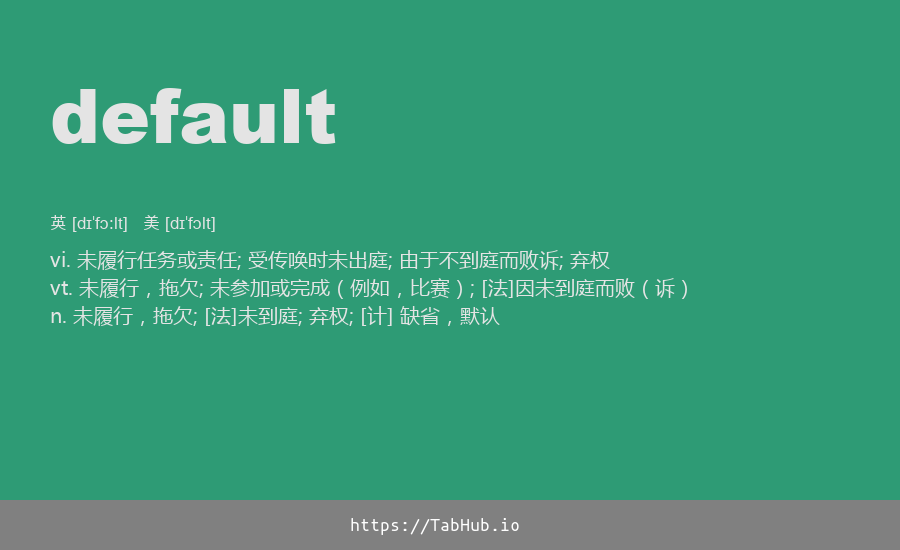 default
英 [dɪˈfɔːlt] 美 [dɪˈfɔlt]
vi. 未履行任务或责任; 受传唤时未出庭; 由于不到庭而败诉; 弃权
vt. 未履行，拖欠; 未参加或完成（例如，比赛）; [法]因未到庭而败（诉）
n. 未履行，拖欠; [法]未到庭; 弃权; [计] 缺省，默认
https://TabHub.io